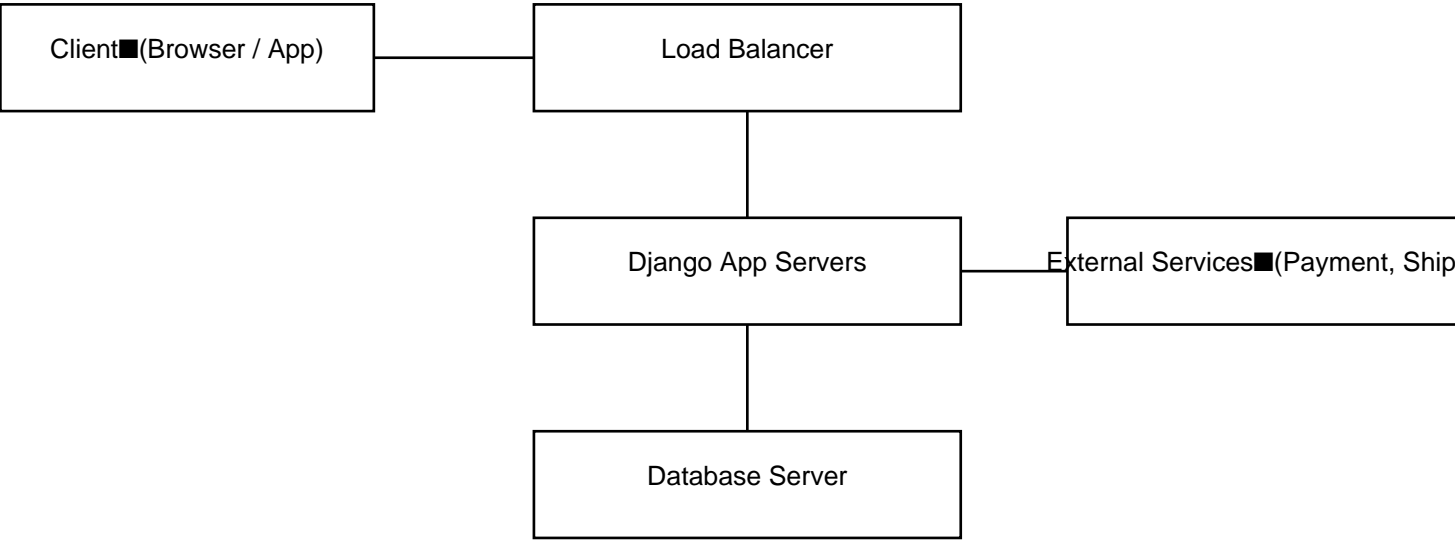 Client■(Browser / App)
Load Balancer
Django App Servers
External Services■(Payment, Ship
Database Server